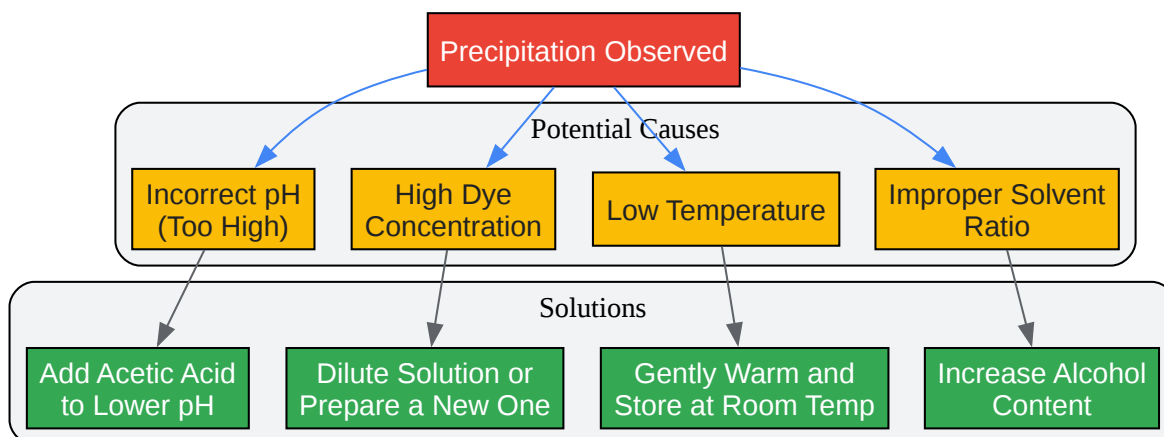 Precipitation Observed
Potential Causes
Incorrect pH
(Too High)
High Dye
Concentration
Low Temperature
Improper Solvent
Ratio
Solutions
Add Acetic Acid
to Lower pH
Dilute Solution or
Prepare a New One
Gently Warm and
Store at Room Temp
Increase Alcohol
Content